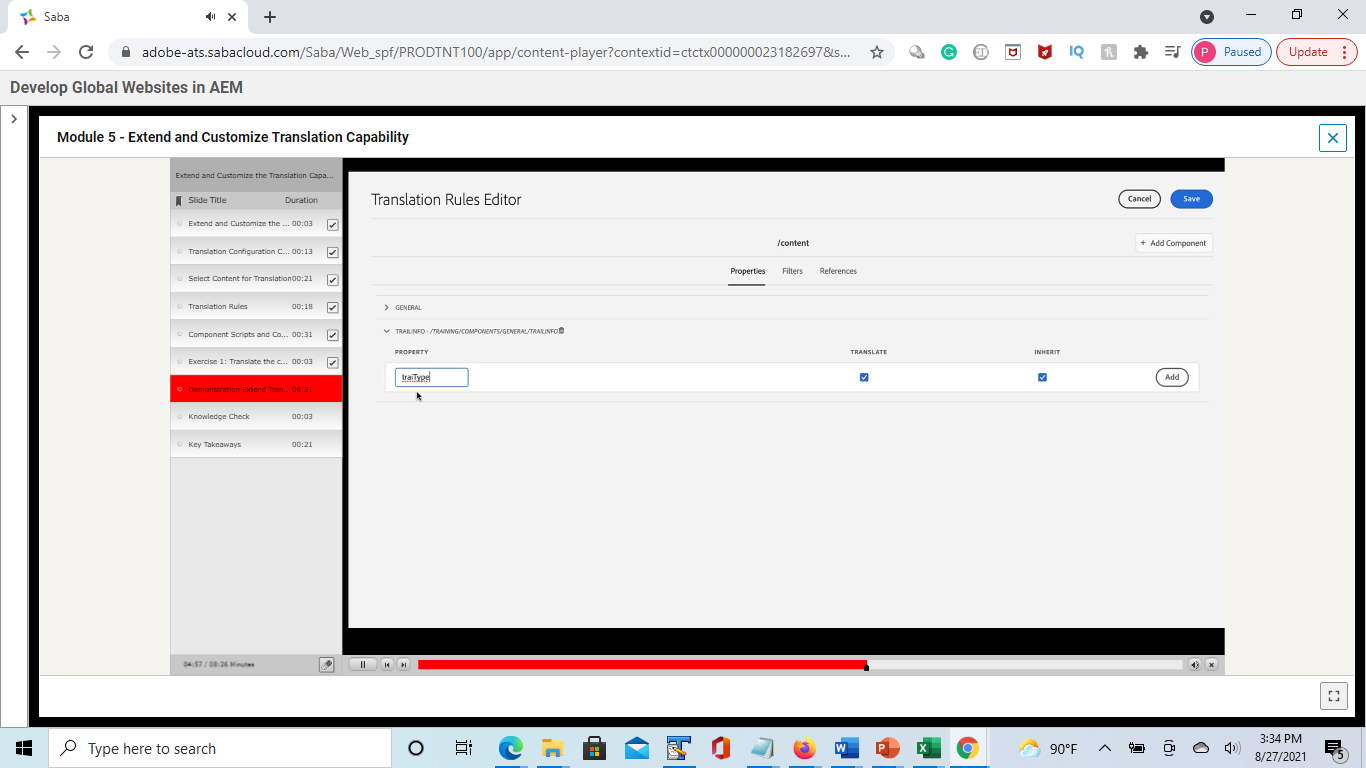 Saba
adobe-ats.sabacloud.com/Saba/Web_spf/PRODTNT100/app/content-player?contextid=ctctx000000023182697&s...
IQ
P Paused
Update
Develop Global Websites in AEM
Module 5 - Extend and Customize Translation Capability
Extend and Customize the Translation Capa...
Slide Title Duration
Extend and Customize the ... 00:03
Translation Configuration C... 00:13
Select Content for Translation 00:21
Translation Rules 00:18
Component Scripts and Co... 00:31
Exercise 1: Translate the c... 00:03
Demonstration Extend Tran...
Knowledge Check 00:03
Key Takeaways 00:21
04:57 / 08:26 Minutes
Translation Rules Editor
Cancel
Save
/content
+ Add Component
Properties Filters References
GENERAL
TRAILINFO - /TRAINING/COMPONENTS/GENERAL/TRAILINFO
PROPERTY TRANSLATE INHERIT
traiType
Add
Type here to search
90°F
3:34 PM
8/27/2021
5